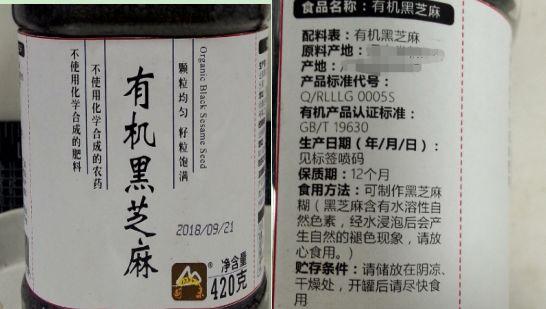 Organic Black Sesame Seed
颗粒均匀 籽粒饱满
有机黑芝麻
不使用化学合成的农药
不使用化学合成的肥料
2018/09/21
净含量
420克
食品名称：有机黑芝麻
配料表：有机黑芝麻
原料产地：
产地：
产品标准代号：
Q/RLLLG 0005S
有机产品认证标准：
GB/T 19630
生产日期（年/月/日）：
见标签喷码
保质期：12个月
食用方法：可制作黑芝麻
糊（黑芝麻含有水溶性自
然色素，经水浸泡后会产
生自然的褪色现象，请放
心食用。）
贮存条件：请储放在阴凉、
干燥处，开罐后请尽快食
用